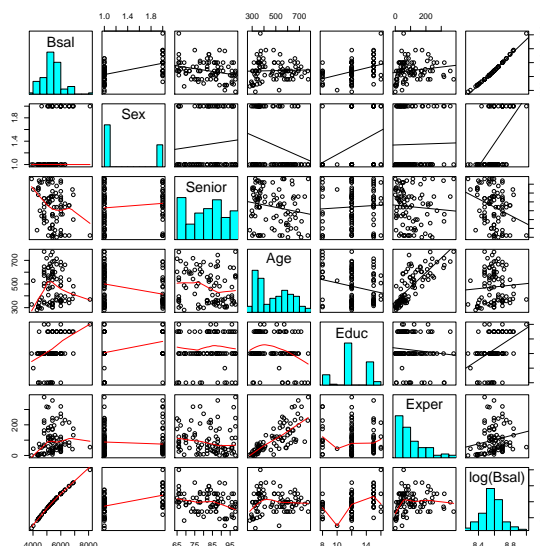 1.0 1.4 1.8
300 500 700
0 200
Bsal
1.0 1.4 1.8
Sex
Senior
300 500 700
Age
Educ
0 200
Exper
log(Bsal)
4000 6000 8000
65 75 85 95
8 10 12 14 16
8.4 8.8